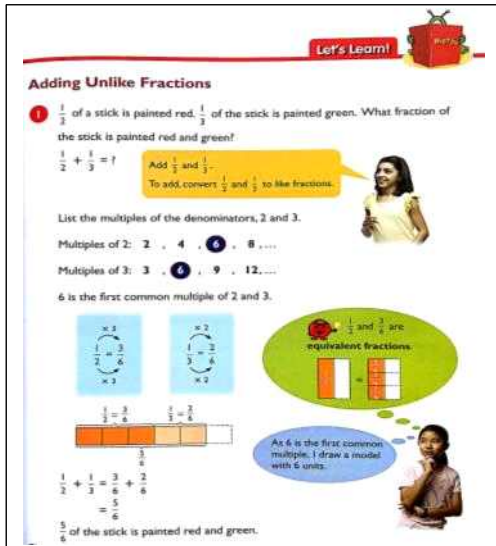 Let's Learn!
Adding Unlike Fractions
1 1/2 of a stick is painted red. 1/3 of the stick is painted green. What fraction of
the stick is painted red and green?
1/2 + 1/3 = ?
Add 1/2 and 1/3.
To add, convert 1/2 and 1/3 to like fractions.
List the multiples of the denominators, 2 and 3.
Multiples of 2: 2 , 4 , 6 , 8 ,...
Multiples of 3: 3 , 6 , 9 , 12,...
6 is the first common multiple of 2 and 3.
× 3
1/2 = 3/6
× 3
× 2
1/3 = 2/6
× 2
1/2 and 3/6 are
equivalent fractions.
=
1/2 = 3/6
5/6
As 6 is the first common
multiple, I draw a model
with 6 units.
1/2 + 1/3 = 3/6 + 2/6
= 5/6
5/6 of the stick is painted red and green.